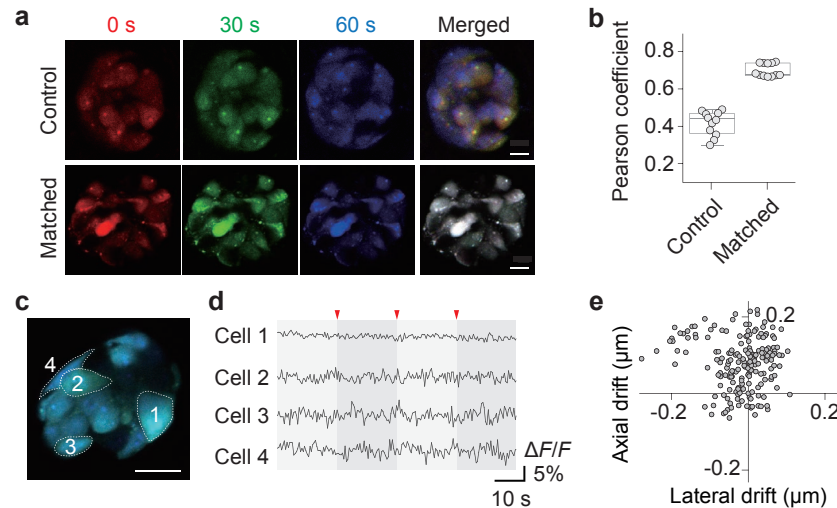 a
0 s
30 s
60 s
Merged
Control
Matched
b
Pearson coefficient
0.8
0.6
0.4
0.2
Control
Matched
c
4
2
1
3
d
Cell 1
Cell 2
Cell 3
Cell 4
ΔF/F
5%
10 s
e
Axial drift (μm)
0.2
-0.2
0.2
-0.2
Lateral drift (μm)